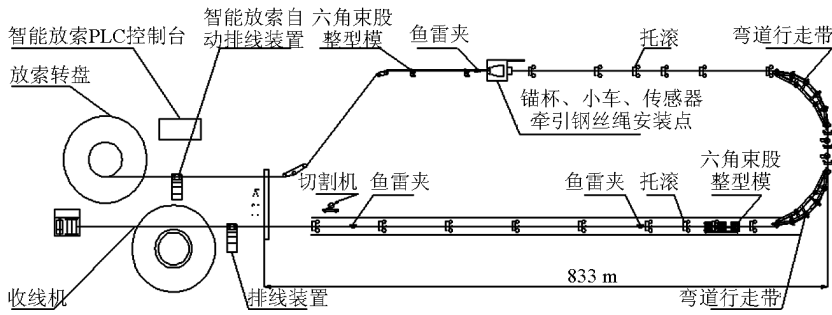 智能放索PLC控制台
放索转盘
智能放索自
动排线装置
六角束股
整型模
鱼雷夹
托滚
弯道行走带
锚杯、小车、传感器
牵引钢丝绳安装点
切割机
鱼雷夹
鱼雷夹
托滚
六角束股
整型模
收线机
排线装置
833 m
弯道行走带